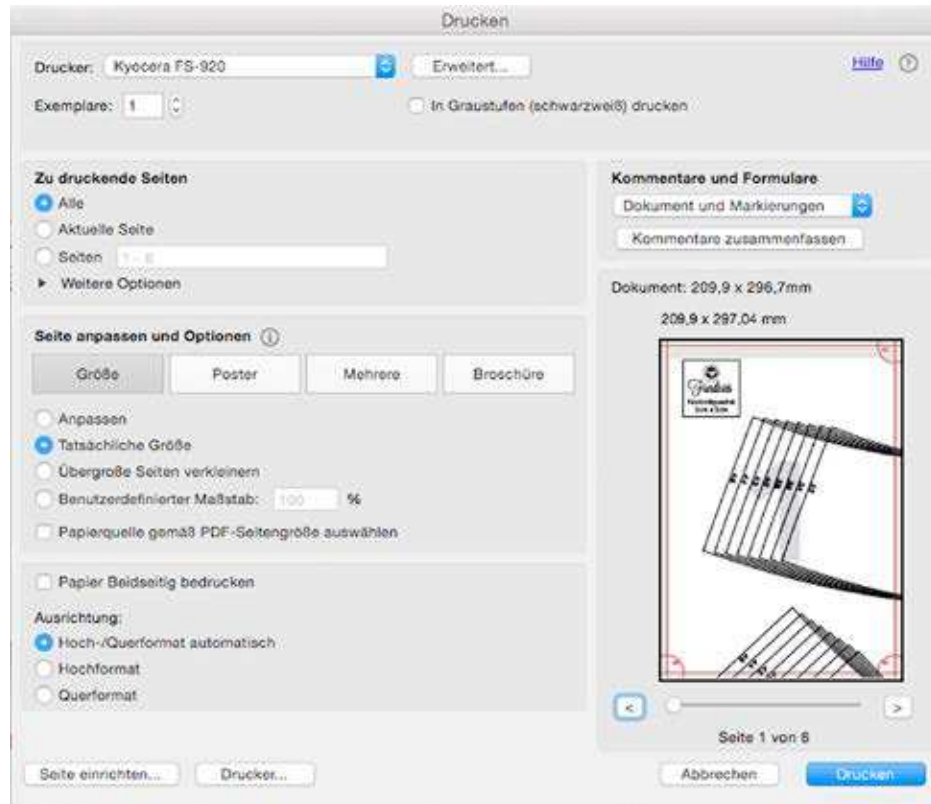 Drucken
Drucker: Kyocera FS-920 Erweitert... Hilfe ?
Exemplare: 1 In Graustufen (schwarzweiß) drucken
Zu druckende Seiten
Alle
Aktuelle Seite
Seiten
Weitere Optionen
Seite anpassen und Optionen
Größe Poster Mehrere Broschüre
Anpassen
Tatsächliche Größe
Übergroße Seiten verkleinern
Benutzerdefinierter Maßstab: 100 %
Papierquelle gemäß PDF-Seitengröße auswählen
Papier Beidseitig bedrucken
Ausrichtung:
Hoch-/Querformat automatisch
Hochformat
Querformat
Kommentare und Formulare
Dokument und Markierungen
Kommentare zusammenfassen
Dokument: 209,9 x 296,7mm
209,9 x 297,04 mm
< >
Seite 1 von
Seite einrichten... Drucker... Abbrechen Drucken